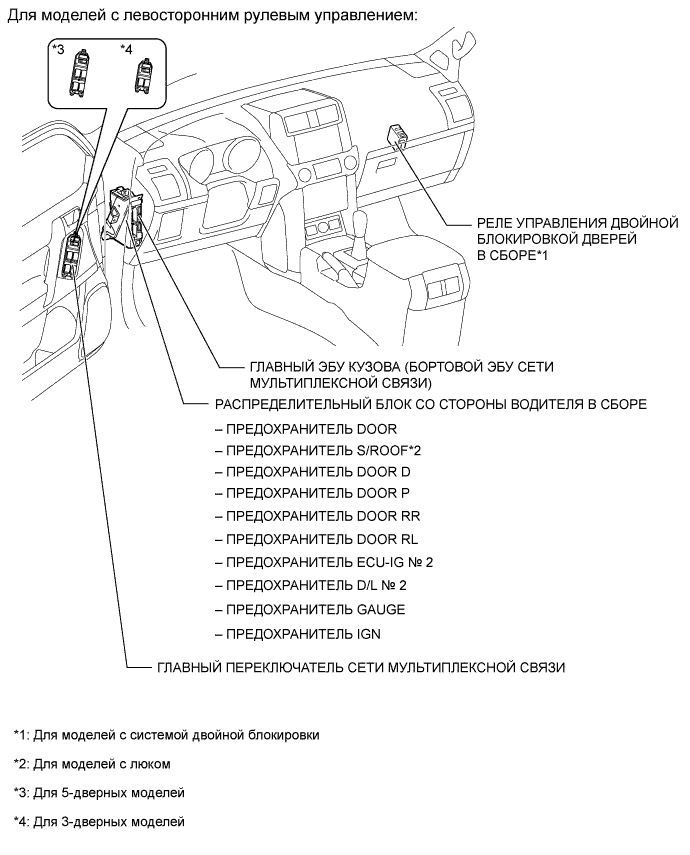 Для моделей с левосторонним рулевым управлением:
*3
*4
РЕЛЕ УПРАВЛЕНИЯ ДВОЙНОЙ
БЛОКИРОВКОЙ ДВЕРЕЙ
В СБОРЕ*1
ГЛАВНЫЙ ЭБУ КУЗОВА (БОРТОВОЙ ЭБУ СЕТИ
МУЛЬТИПЛЕКСНОЙ СВЯЗИ)
РАСПРЕДЕЛИТЕЛЬНЫЙ БЛОК СО СТОРОНЫ ВОДИТЕЛЯ В СБОРЕ
– ПРЕДОХРАНИТЕЛЬ DOOR
– ПРЕДОХРАНИТЕЛЬ S/ROOF*2
– ПРЕДОХРАНИТЕЛЬ DOOR D
– ПРЕДОХРАНИТЕЛЬ DOOR P
– ПРЕДОХРАНИТЕЛЬ DOOR RR
– ПРЕДОХРАНИТЕЛЬ DOOR RL
– ПРЕДОХРАНИТЕЛЬ ECU-IG № 2
– ПРЕДОХРАНИТЕЛЬ D/L № 2
– ПРЕДОХРАНИТЕЛЬ GAUGE
– ПРЕДОХРАНИТЕЛЬ IGN
ГЛАВНЫЙ ПЕРЕКЛЮЧАТЕЛЬ СЕТИ МУЛЬТИПЛЕКСНОЙ СВЯЗИ
*1: Для моделей с системой двойной блокировки
*2: Для моделей с люком
*3: Для 5-дверных моделей
*4: Для 3-дверных моделей